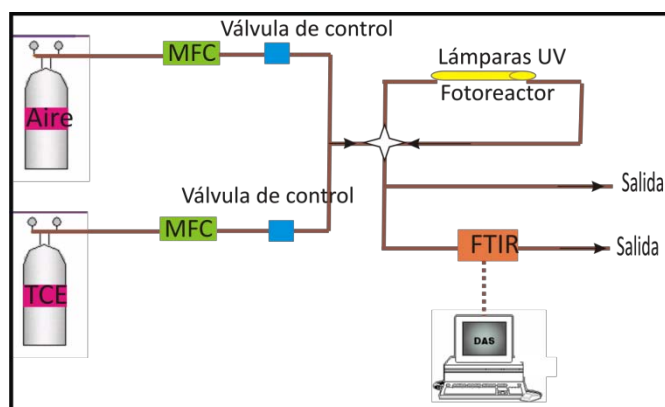 Válvula de control
MFC
Lámparas UV
Fotoreactor
Aire
Válvula de control
MFC
Salida
FTIR
Salida
TCE
DAS